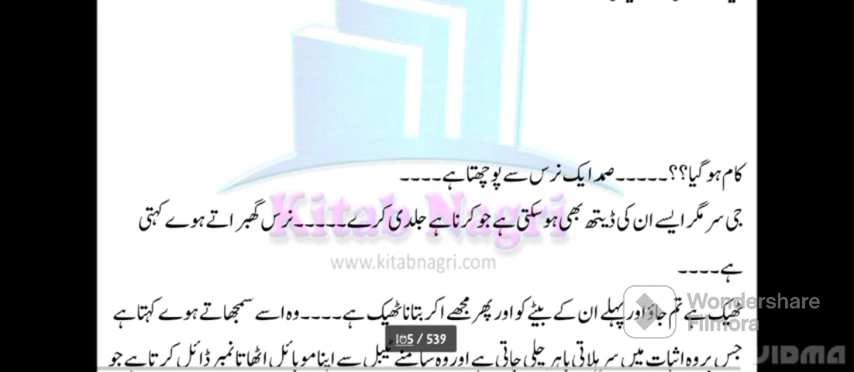 کام ہو گیا؟؟۔۔۔۔۔صمد ایک نرس سے پوچھتا ہے۔۔۔۔
جی سر مگر ایسے ان کی ڈیتھ بھی ہو سکتی ہے جو کرنا ہے جلدی کرے۔۔۔۔۔نرس گھبراتے ہوے کہتی
Kitab Nagri
www.kitabnagri.com
ہے۔۔۔۔
ٹھیک ہے تم جاؤ اور پہلے ان کے بیٹے کو اور پھر مجھے اکر بتانا ٹھیک ہے۔۔۔۔وہ اسے سمجھاتے ہوے کہتا ہے
Wondershare
Filmora
105 / 539
جس پر وہ اثبات میں سر ہلاتی باہر چلی جاتی ہے اور وہ سامنے ٹیبل سے اپنا موبائل اٹھاتا نمبر ڈائل کرتا ہے جو
VIDMA